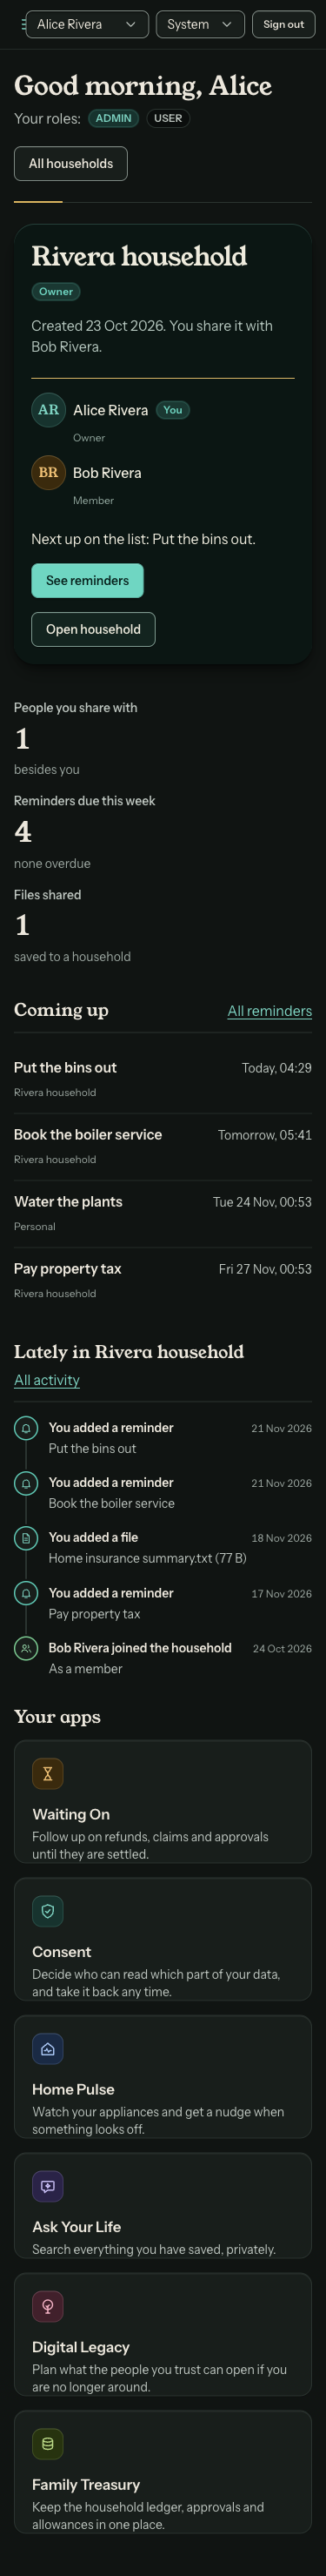 Alice Rivera
System
Sign out
Good morning, Alice
Your roles: ADMIN USER
All households
Rivera household
Owner
Created 23 Oct 2026. You share it with
Bob Rivera.
AR
Alice Rivera
You
Owner
BR
Bob Rivera
Member
Next up on the list: Put the bins out.
See reminders
Open household
People you share with
1
besides you
Reminders due this week
4
none overdue
Files shared
1
saved to a household
Coming up
All reminders
Put the bins out
Today, 04:29
Rivera household
Book the boiler service
Tomorrow, 05:41
Rivera household
Water the plants
Tue 24 Nov, 00:53
Personal
Pay property tax
Fri 27 Nov, 00:53
Rivera household
Lately in Rivera household
All activity
You added a reminder
21 Nov 2026
Put the bins out
You added a reminder
21 Nov 2026
Book the boiler service
You added a file
18 Nov 2026
Home insurance summary.txt (77 B)
You added a reminder
17 Nov 2026
Pay property tax
Bob Rivera joined the household
24 Oct 2026
As a member
Your apps
Waiting On
Follow up on refunds, claims and approvals
until they are settled.
Consent
Decide who can read which part of your data,
and take it back any time.
Home Pulse
Watch your appliances and get a nudge when
something looks off.
Ask Your Life
Search everything you have saved, privately.
Digital Legacy
Plan what the people you trust can open if you
are no longer around.
Family Treasury
Keep the household ledger, approvals and
allowances in one place.